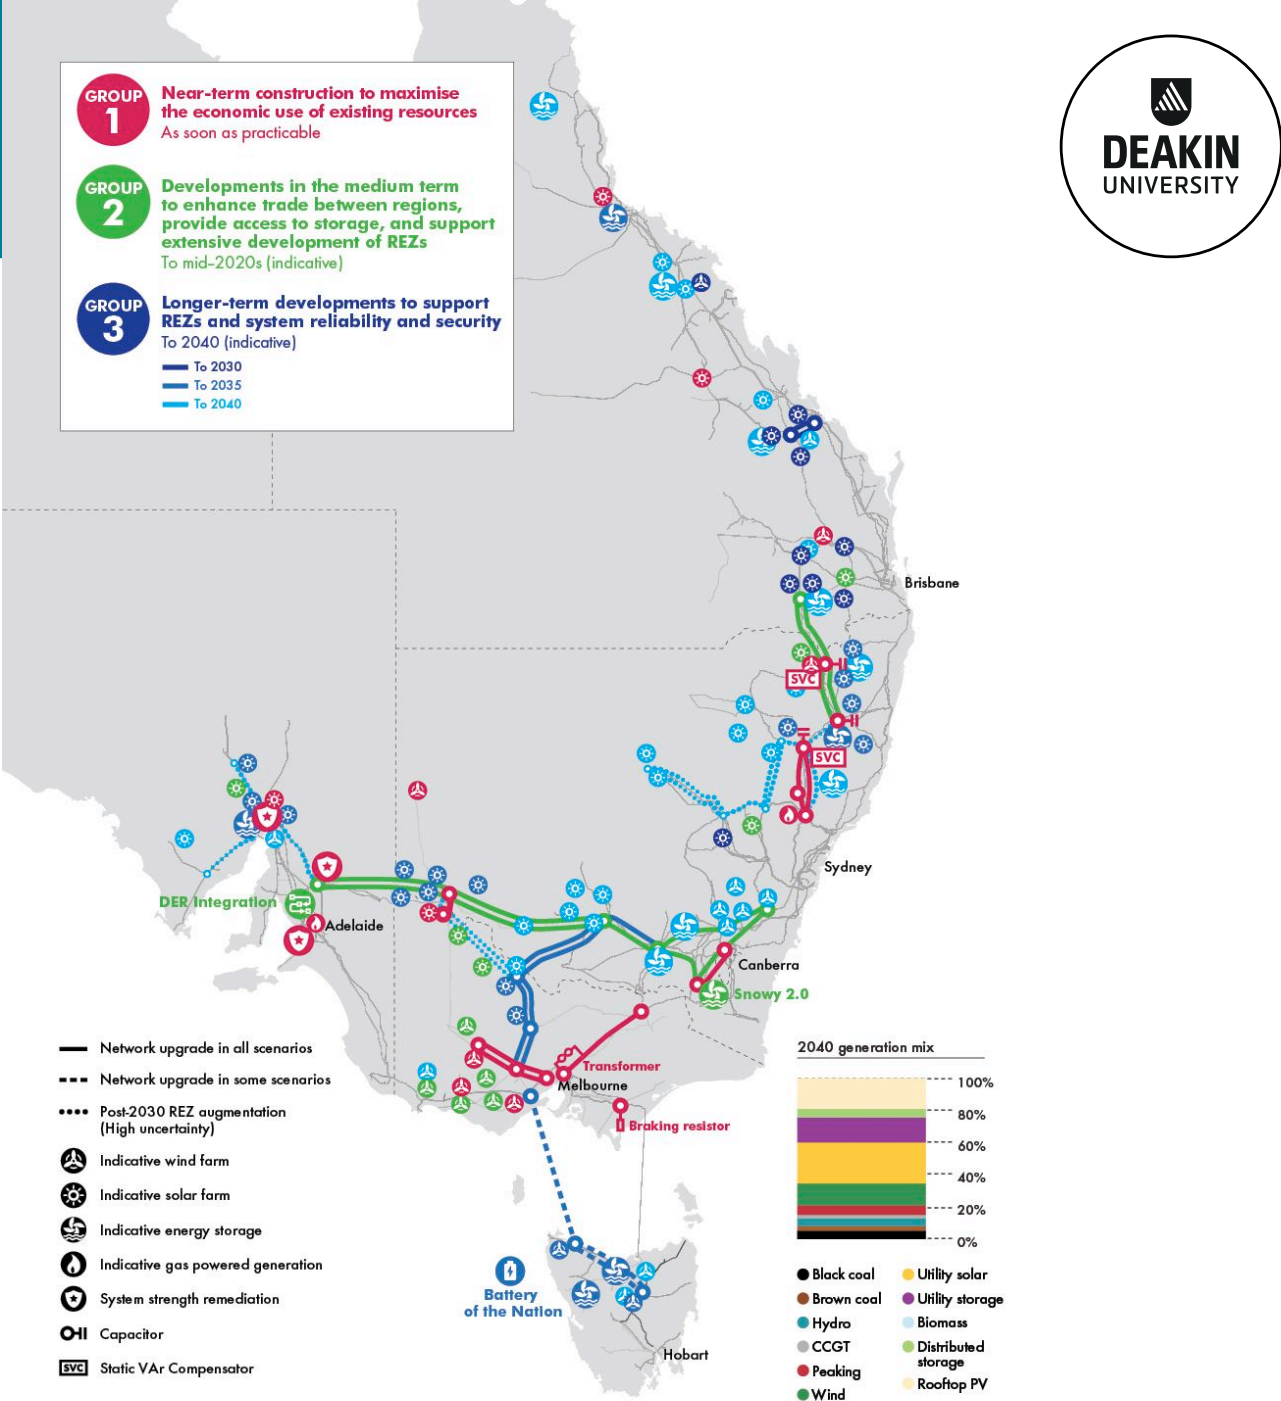 GROUP
1
Near-term construction to maximise
the economic use of existing resources
As soon as practicable
GROUP
2
Developments in the medium term
to enhance trade between regions,
provide access to storage, and support
extensive development of REZs
To mid–2020s (indicative)
GROUP
3
Longer-term developments to support
REZs and system reliability and security
To 2040 (indicative)
To 2030
To 2035
To 2040
DEAKIN
UNIVERSITY
Brisbane
SVC
SVC
Sydney
DER Integration
Adelaide
Canberra
Snowy 2.0
Transformer
Melbourne
Braking resistor
Battery
of the Nation
Hobart
Network upgrade in all scenarios
Network upgrade in some scenarios
Post-2030 REZ augmentation
(High uncertainty)
Indicative wind farm
Indicative solar farm
Indicative energy storage
Indicative gas powered generation
System strength remediation
Capacitor
SVC Static VAr Compensator
2040 generation mix
100%
80%
60%
40%
20%
0%
Black coal
Brown coal
Hydro
CCGT
Peaking
Wind
Utility solar
Utility storage
Biomass
Distributed
storage
Rooftop PV